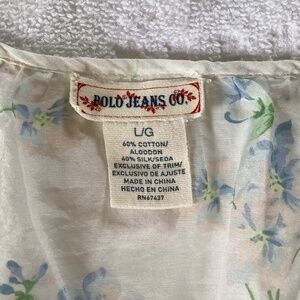 POLO JEANS CO.
L/G
60% COTTON/
ALGODON
40% SILK/SEDA
EXCLUSIVE OF TRIM/
EXCLUSIVO DE AJUSTE
MADE IN CHINA
HECHO EN CHINA
RN67637